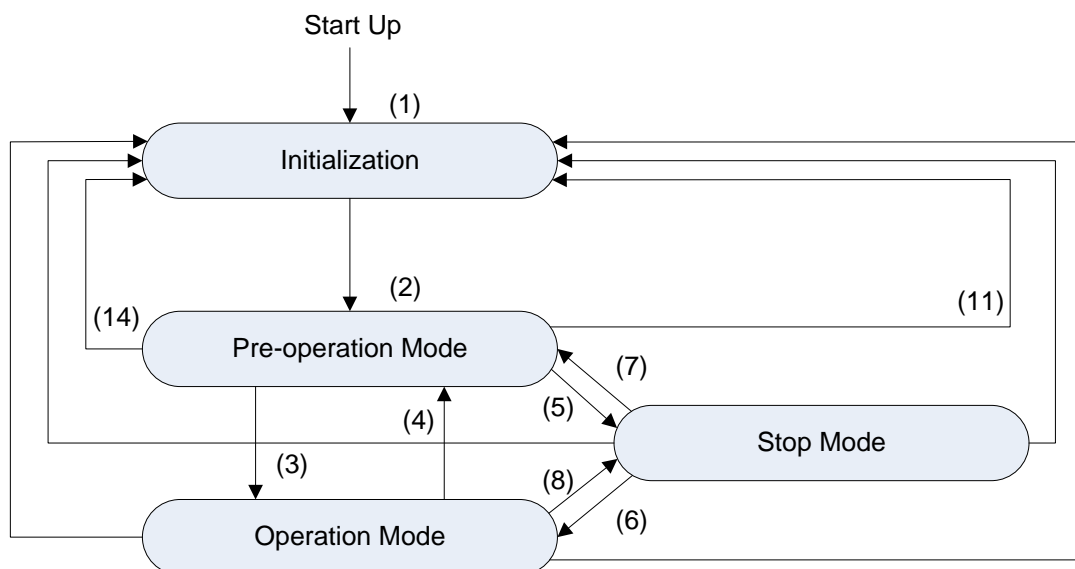 Start Up
(1)
Initialization
(2)
(14)
(11)
Pre-operation Mode
(7)
(5)
(4)
Stop Mode
(3)
(8)
(6)
Operation Mode